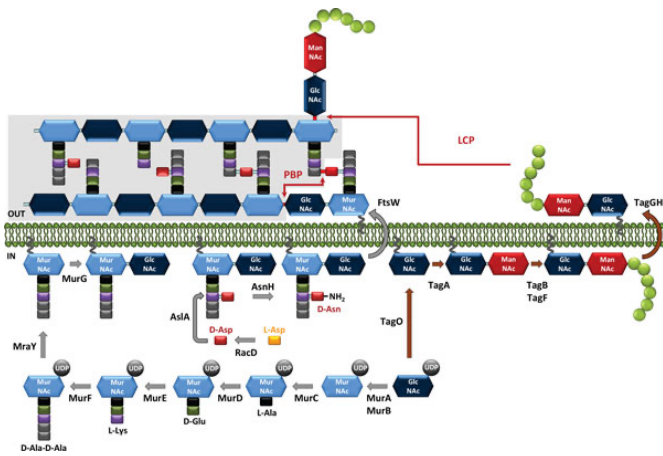 Man
NAc
Glc
NAc
LCP
PBP
OUT
Glc
NAc
Mur
NAc
FtsW
Man
NAc
Glc
NAc
TagGH
IN
Mur
NAc
MurG
Mur
NAc
Glc
NAc
Mur
NAc
Glc
NAc
AsnH
Mur
NAc
Glc
NAc
NH₂
D-Asn
AslA
D-Asp
L-Asp
RacD
Glc
NAc
TagA
Glc
NAc
Man
NAc
TagB
TagF
Glc
NAc
Man
NAc
TagO
MraY
UDP
Mur
NAc
MurF
UDP
Mur
NAc
MurE
UDP
Mur
NAc
MurD
UDP
Mur
NAc
MurC
UDP
Mur
NAc
MurA
MurB
UDP
Glc
NAc
D-Ala-D-Ala
L-Lys
D-Glu
L-Ala